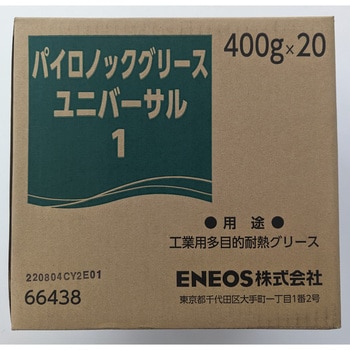 400g×20
パイロノックグリース
ユニバーサル
1
● 用 途 ●
工業用多目的耐熱グリース
220804CY2E01
ENEOS株式会社
66438
東京都千代田区大手町一丁目1番2号